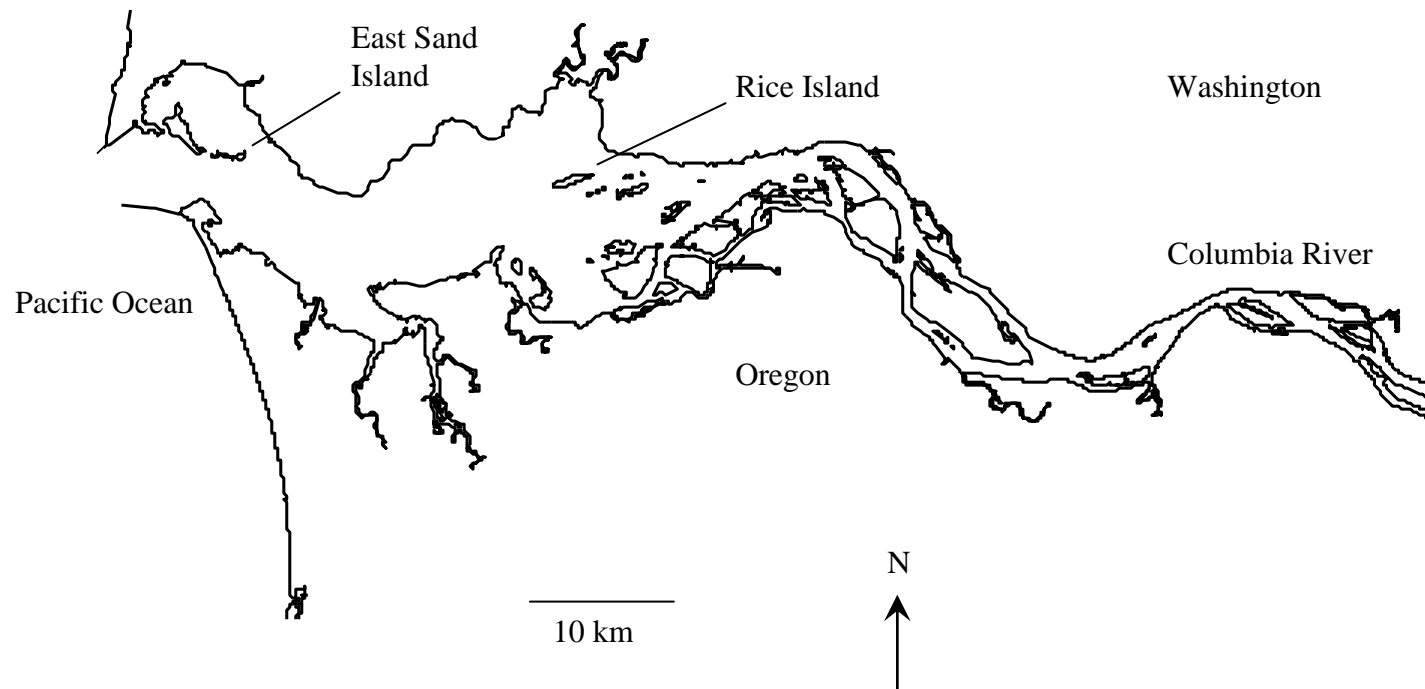 East Sand
Island
Rice Island
Washington
Columbia River
Pacific Ocean
Oregon
N
10 km